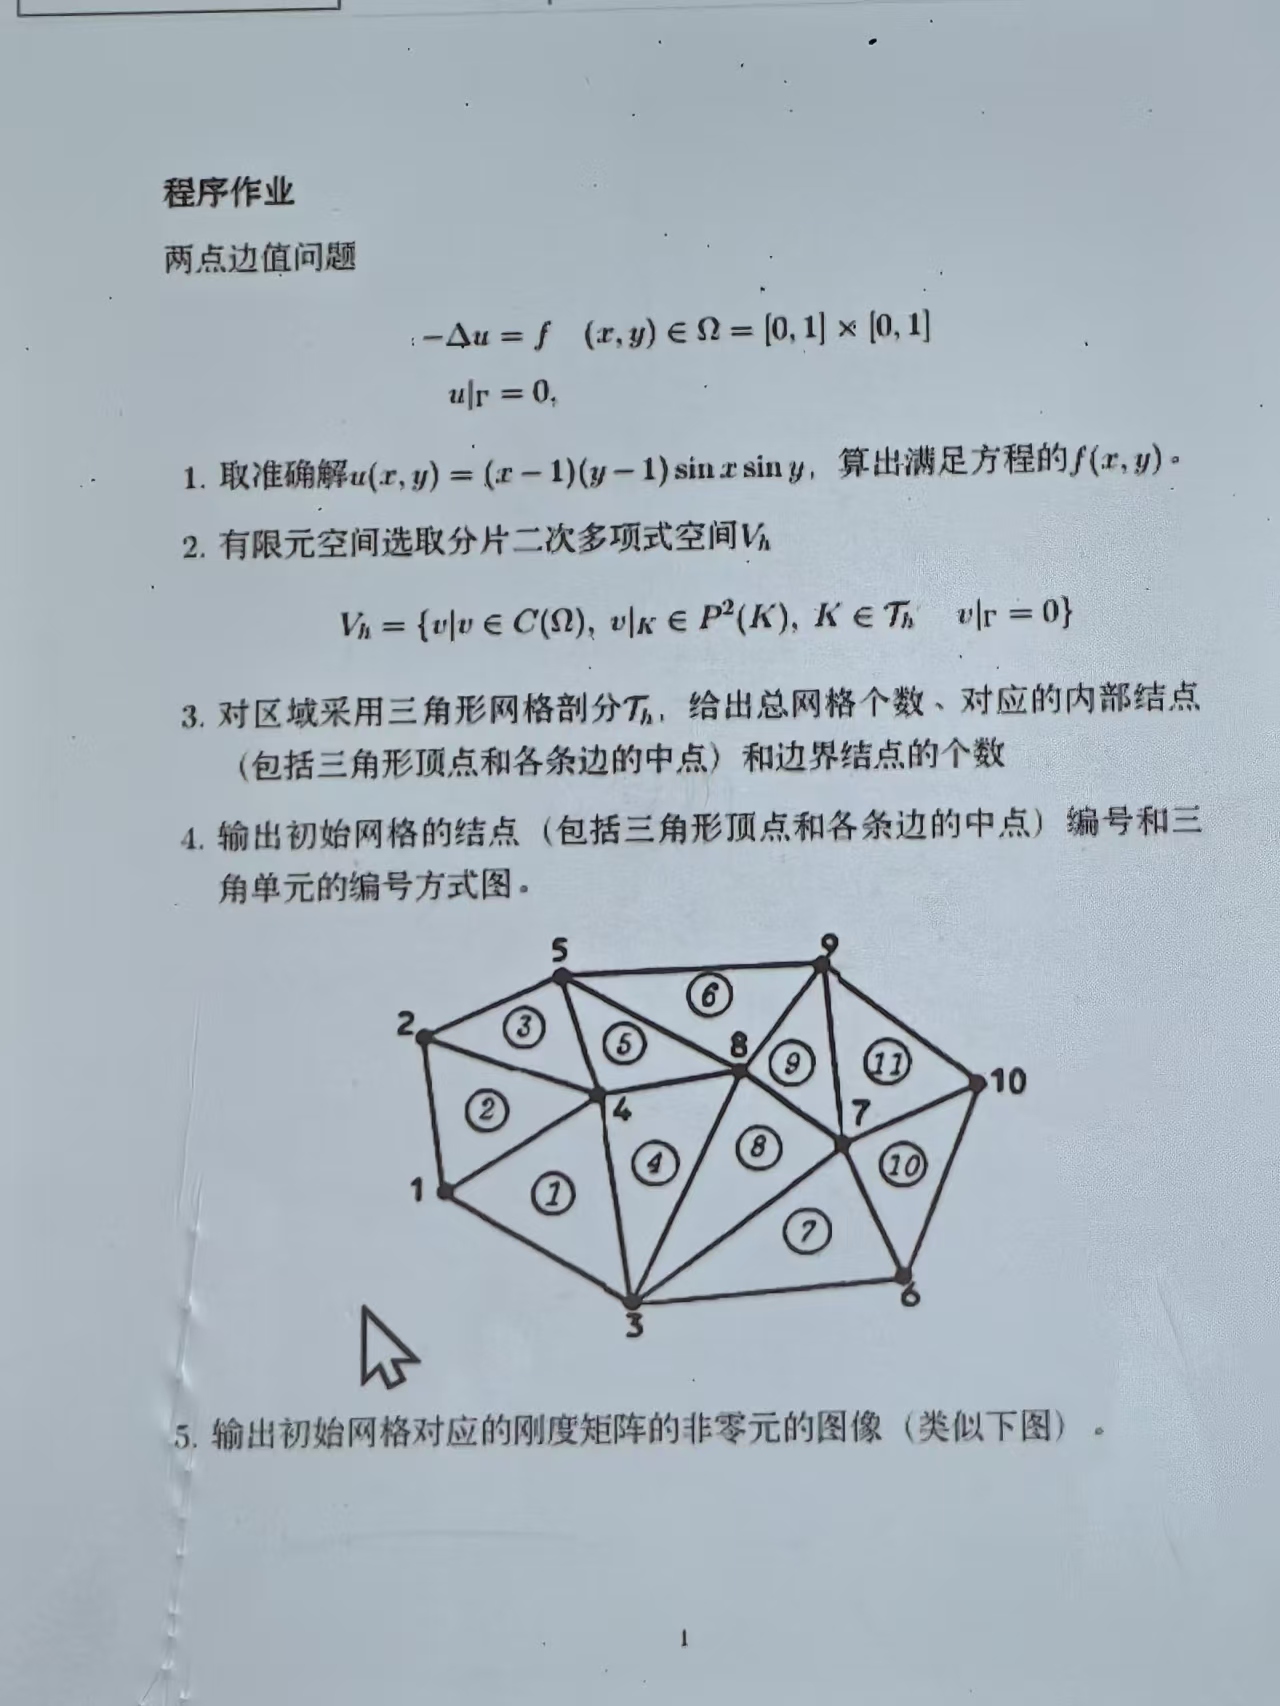 程序作业
两点边值问题
−Δu = f (x, y) ∈ Ω = [0, 1] × [0, 1]
u|Γ = 0,
1. 取准确解u(x, y) = (x − 1)(y − 1) sin x sin y，算出满足方程的f(x, y)。
2. 有限元空间选取分片二次多项式空间Vh
Vh = {v|v ∈ C(Ω), v|K ∈ P²(K), K ∈ Th v|Γ = 0}
3. 对区域采用三角形网格剖分Th，给出总网格个数、对应的内部结点
（包括三角形顶点和各条边的中点）和边界结点的个数
4. 输出初始网格的结点（包括三角形顶点和各条边的中点）编号和三
角单元的编号方式图。
5 9
⑥
2 ③ ⑤ 8 ⑨ ⑪ 10
② 4 7
④ ⑧ ⑩
1 ①
⑦
3 6
5. 输出初始网格对应的刚度矩阵的非零元的图像（类似下图）。
1